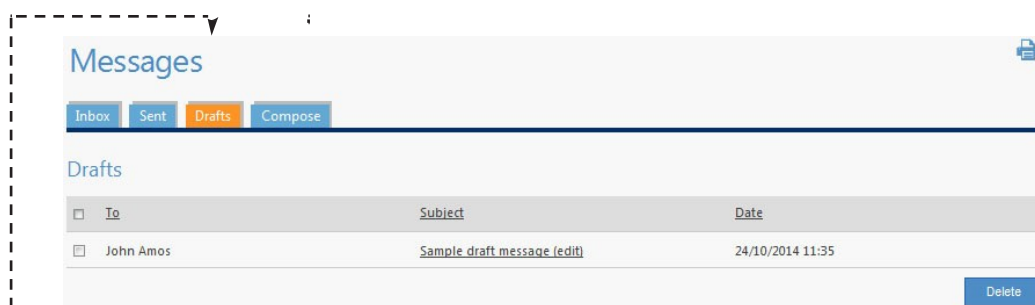 Messages
Inbox Sent Drafts Compose
Drafts
To Subject Date
John Amos Sample draft message (edit) 24/10/2014 11:35
Delete